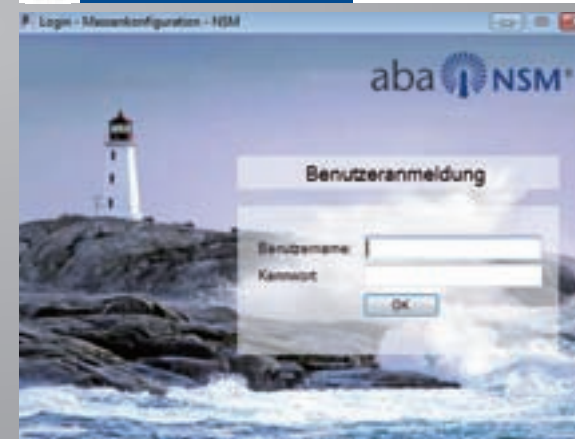 Login - Massenkonfiguration - NSM
aba NSM®
Benutzeranmeldung
Benutzername
Kennwort
OK